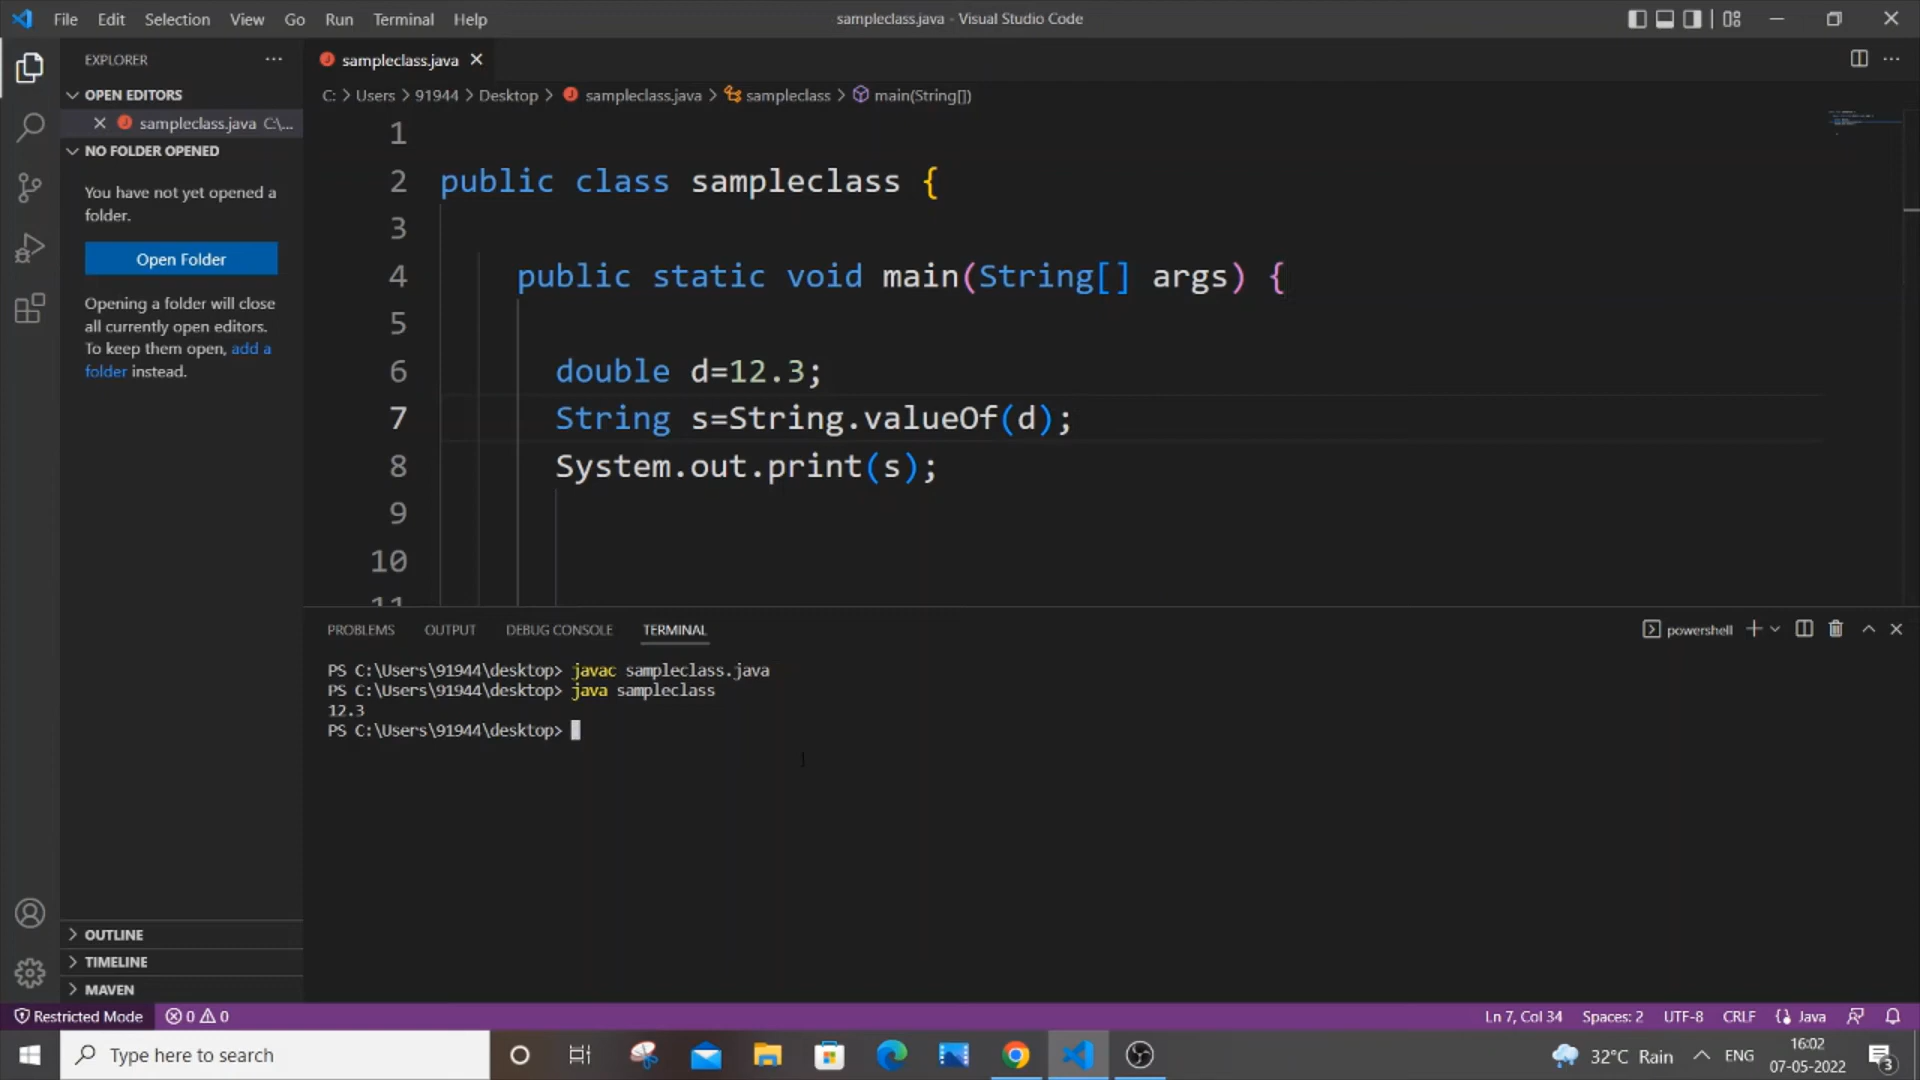 File Edit Selection View Go Run Terminal Help
sampleclass.java - Visual Studio Code
EXPLORER
OPEN EDITORS
sampleclass.java C:\...
NO FOLDER OPENED
You have not yet opened a
folder.
Open Folder
Opening a folder will close
all currently open editors.
To keep them open, add a
folder instead.
OUTLINE
TIMELINE
MAVEN
sampleclass.java
C: > Users > 91944 > Desktop > sampleclass.java > sampleclass > main(String[])
1
2 public class sampleclass {
3
4 public static void main(String[] args) {
5
6 double d=12.3;
7 String s=String.valueOf(d);
8 System.out.print(s);
9
10
11
PROBLEMS OUTPUT DEBUG CONSOLE TERMINAL
powershell
PS C:\Users\91944\desktop> javac sampleclass.java
PS C:\Users\91944\desktop> java sampleclass
12.3
PS C:\Users\91944\desktop>
Restricted Mode 0 0
Ln 7, Col 34 Spaces: 2 UTF-8 CRLF Java
Type here to search
32°C Rain ENG
16:02
07-05-2022
3